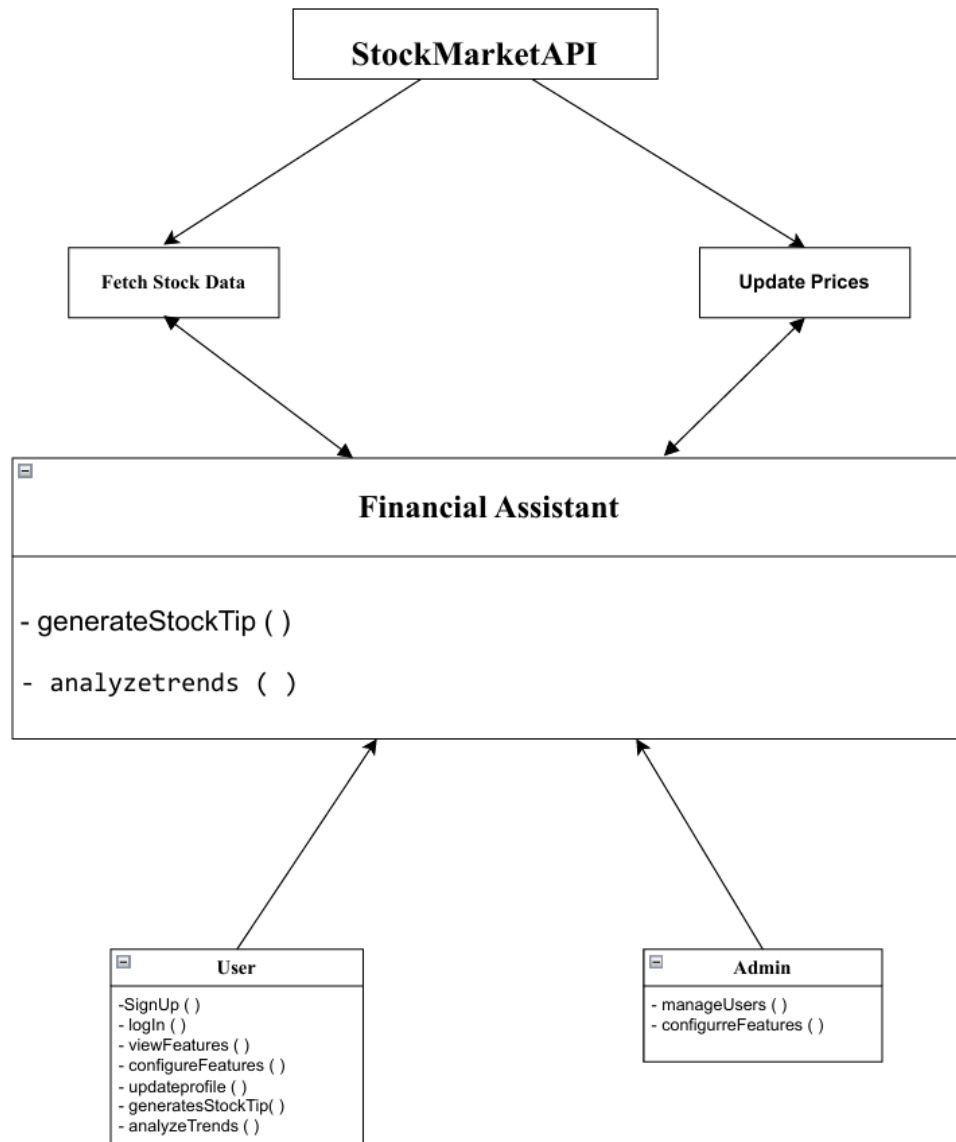 StockMarketAPI
Fetch Stock Data
Update Prices
Financial Assistant
- generateStockTip ( )
- analyzetrends ( )
User
-SignUp ( )
- logIn ( )
- viewFeatures ( )
- configureFeatures ( )
- updateprofile ( )
- generatesStockTip( )
- analyzeTrends ( )
Admin
- manageUsers ( )
- configurreFeatures ( )